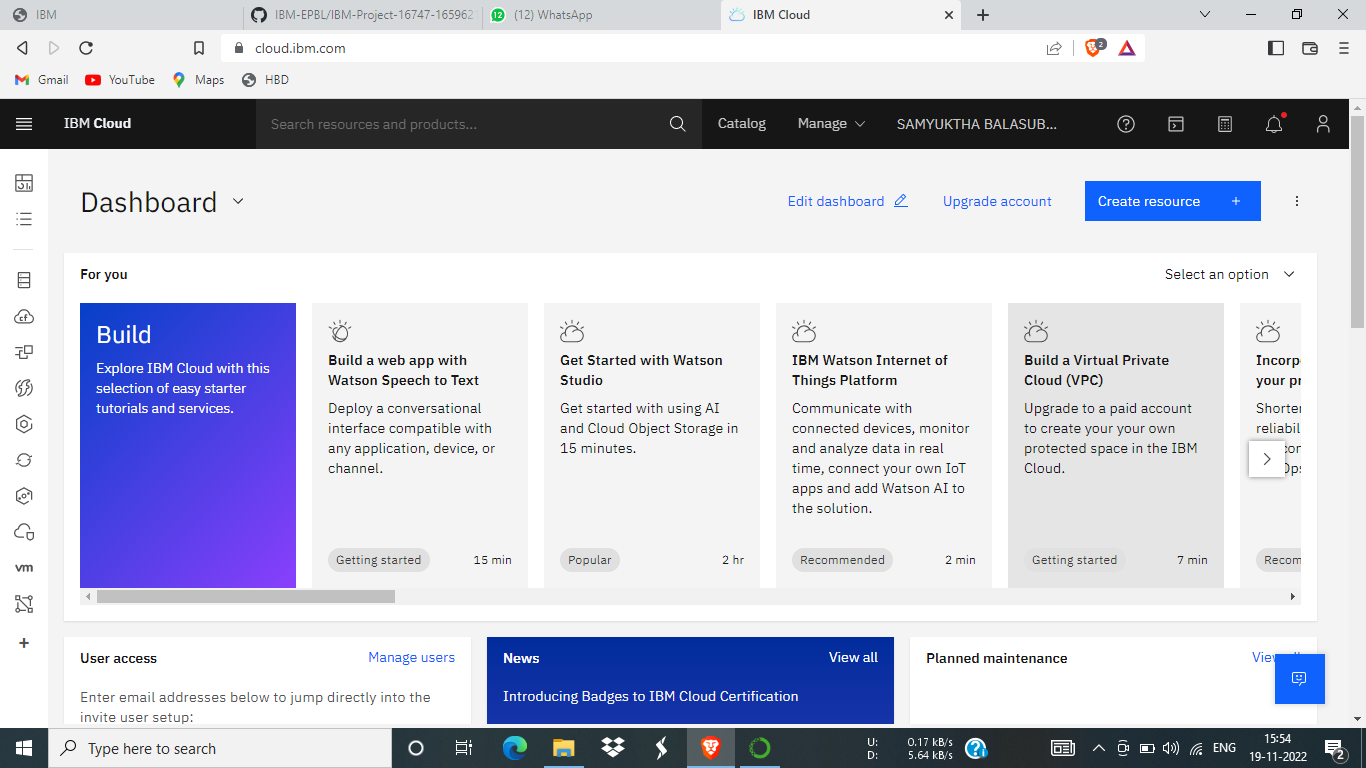 IBM
IBM-EPBL/IBM-Project-16747-165962
(12) WhatsApp
IBM Cloud
cloud.ibm.com
2
Gmail
YouTube
Maps
HBD
IBM Cloud
Search resources and products...
Catalog
Manage
SAMYUKTHA BALASUB...
Dashboard
Edit dashboard
Upgrade account
Create resource +
For you
Select an option
Build
Explore IBM Cloud with this
selection of easy starter
tutorials and services.
Build a web app with
Watson Speech to Text
Deploy a conversational
interface compatible with
any application, device, or
channel.
Getting started
15 min
Get Started with Watson
Studio
Get started with using AI
and Cloud Object Storage in
15 minutes.
Popular
2 hr
IBM Watson Internet of
Things Platform
Communicate with
connected devices, monitor
and analyze data in real
time, connect your own IoT
apps and add Watson AI to
the solution.
Recommended
2 min
Build a Virtual Private
Cloud (VPC)
Upgrade to a paid account
to create your your own
protected space in the IBM
Cloud.
Getting started
7 min
Incorp
your pr
Shorter
reliabil
Recom
vm
User access
Manage users
Enter email addresses below to jump directly into the
invite user setup:
News
View all
Introducing Badges to IBM Cloud Certification
Planned maintenance
View all
Type here to search
U: 0.17 kB/s
D: 5.64 kB/s
ENG
15:54
19-11-2022
2